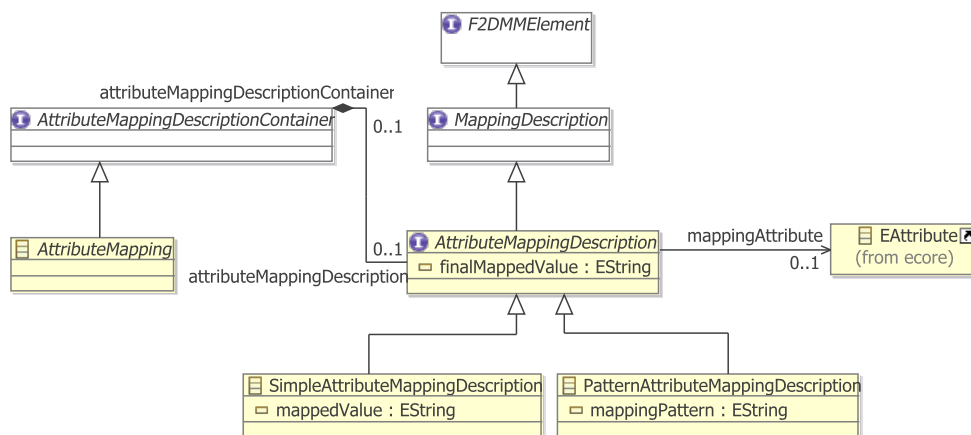 F2DMMElement
attributeMappingDescriptionContainer
AttributeMappingDescriptionContainer
0..1
MappingDescription
AttributeMapping
0..1
attributeMappingDescription
AttributeMappingDescription
finalMappedValue : EString
mappingAttribute
0..1
EAttribute
(from ecore)
SimpleAttributeMappingDescription
mappedValue : EString
PatternAttributeMappingDescription
mappingPattern : EString